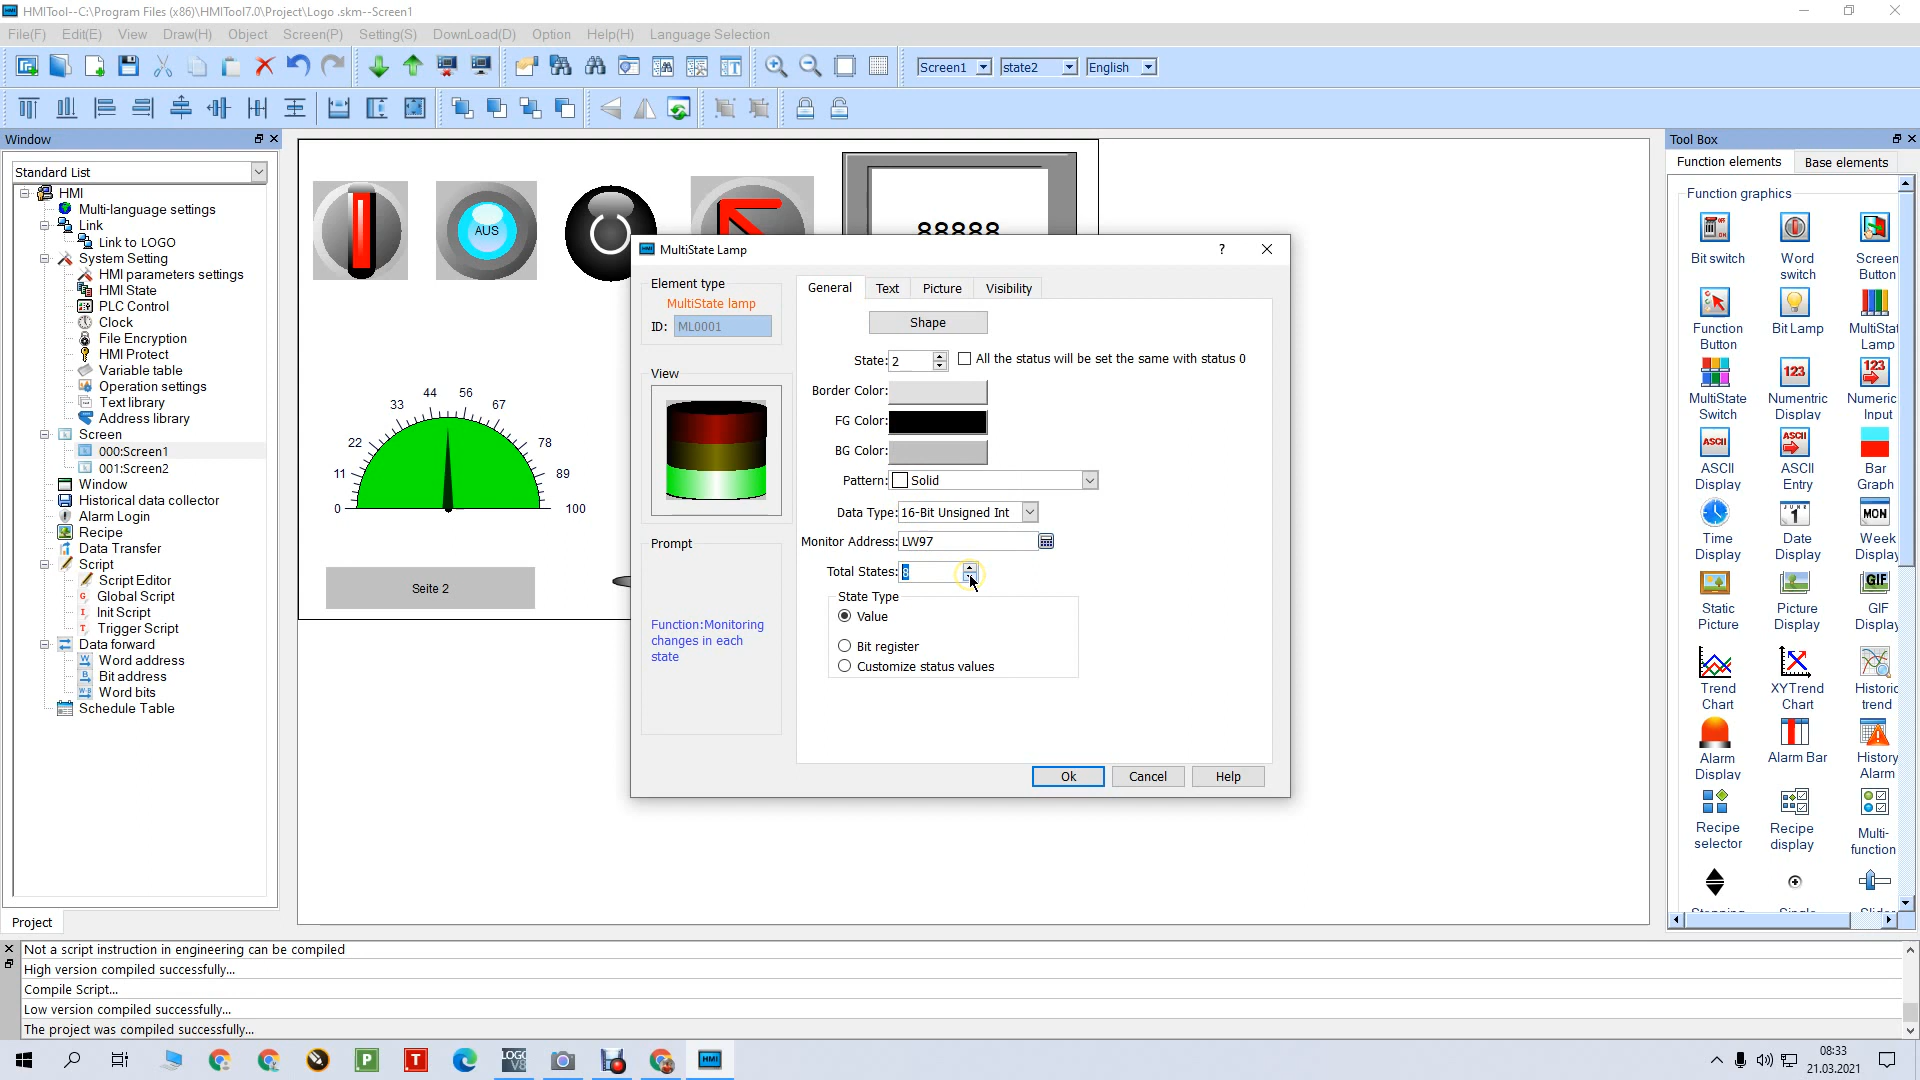 HMITool--C:\Program Files (x86)\HMITool7.0\Project\Logo .skm--Screen1
File(F) Edit(E) View Draw(H) Object Screen(P) Setting(S) DownLoad(D) Option Help(H) Language Selection
Screen1 state2 English
Window
Standard List
HMI
Multi-language settings
Link
Link to LOGO
System Setting
HMI parameters settings
HMI State
PLC Control
Clock
File Encryption
HMI Protect
Variable table
Operation settings
Text library
Address library
Screen
000:Screen1
001:Screen2
Window
Historical data collector
Alarm Login
Recipe
Data Transfer
Script
Script Editor
Global Script
Init Script
Trigger Script
Data forward
Word address
Bit address
Word bits
Schedule Table
Project
AUS
88888
0 11 22 33 44 56 67 78 89 100
Seite 2
MultiState Lamp
Element type
MultiState lamp
ID: ML0001
View
Prompt
Function:Monitoring
changes in each
state
General Text Picture Visibility
Shape
State: 2 All the status will be set the same with status 0
Border Color:
FG Color:
BG Color:
Pattern: Solid
Data Type: 16-Bit Unsigned Int
Monitor Address: LW97
Total States: 8
State Type
Value
Bit register
Customize status values
Ok Cancel Help
Tool Box
Function elements Base elements
Function graphics
Bit switch Word switch Screen Button
Function Button Bit Lamp MultiStat Lamp
MultiState Switch Numentric Display Numeric Input
ASCII Display ASCII Entry Bar Graph
Time Display Date Display Week Display
Static Picture Picture Display GIF Display
Trend Chart XYTrend Chart Historic trend
Alarm Display Alarm Bar History Alarm
Recipe selector Recipe display Multi-function
Not a script instruction in engineering can be compiled
High version compiled successfully...
Compile Script...
Low version compiled successfully...
The project was compiled successfully...
08:33
21.03.2021